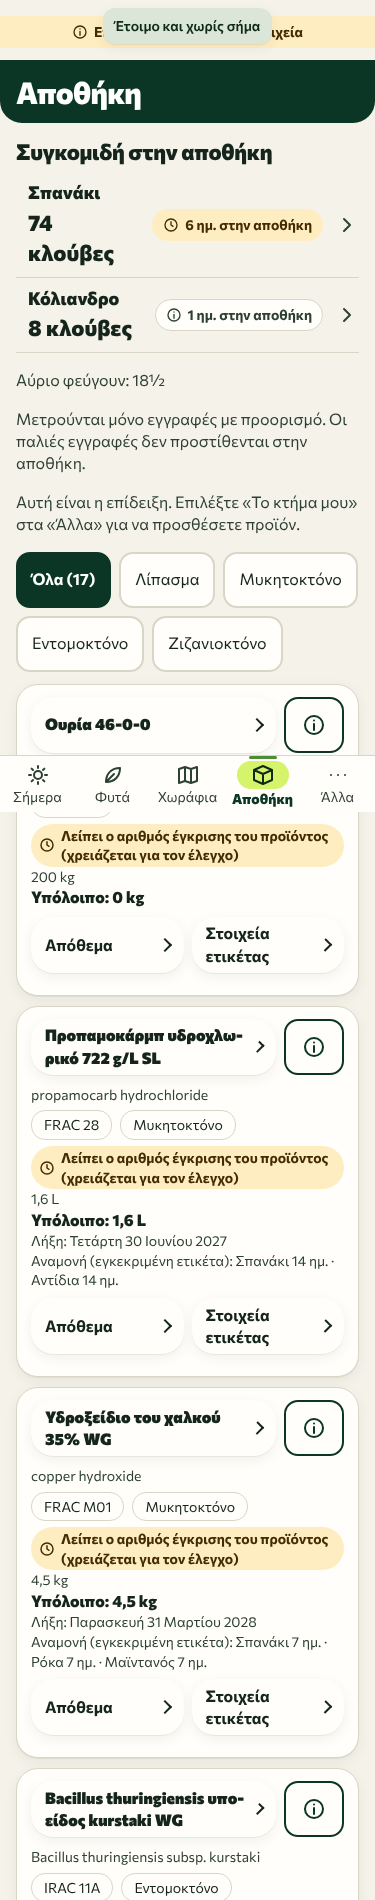 Έτοιμο και χωρίς σήμα
Αποθήκη
Συγκομιδή στην αποθήκη
Σπανάκι
74
κλούβες
6 ημ. στην αποθήκη
Κόλιανδρο
8 κλούβες
1 ημ. στην αποθήκη
Αύριο φεύγουν: 18½
Μετρούνται μόνο εγγραφές με προορισμό. Οι
παλιές εγγραφές δεν προστίθενται στην
αποθήκη.
Αυτή είναι η επίδειξη. Επιλέξτε «Το κτήμα μου»
στα «Άλλα» για να προσθέσετε προϊόν.
Όλα (17)
Λίπασμα
Μυκητοκτόνο
Εντομοκτόνο
Ζιζανιοκτόνο
Ουρία 46-0-0
Σήμερα
Φυτά
Χωράφια
Αποθήκη
Άλλα
Λείπει ο αριθμός έγκρισης του προϊόντος
(χρειάζεται για τον έλεγχο)
200 kg
Υπόλοιπο: 0 kg
Απόθεμα
Στοιχεία
ετικέτας
Προπαμοκάρμπ υδροχλω-
ρικό 722 g/L SL
propamocarb hydrochloride
FRAC 28
Μυκητοκτόνο
Λείπει ο αριθμός έγκρισης του προϊόντος
(χρειάζεται για τον έλεγχο)
1,6 L
Υπόλοιπο: 1,6 L
Λήξη: Τετάρτη 30 Ιουνίου 2027
Αναμονή (εγκεκριμένη ετικέτα): Σπανάκι 14 ημ. ·
Αντίδια 14 ημ.
Απόθεμα
Στοιχεία
ετικέτας
Υδροξείδιο του χαλκού
35% WG
copper hydroxide
FRAC M01
Μυκητοκτόνο
Λείπει ο αριθμός έγκρισης του προϊόντος
(χρειάζεται για τον έλεγχο)
4,5 kg
Υπόλοιπο: 4,5 kg
Λήξη: Παρασκευή 31 Μαρτίου 2028
Αναμονή (εγκεκριμένη ετικέτα): Σπανάκι 7 ημ. ·
Ρόκα 7 ημ. · Μαϊντανός 7 ημ.
Απόθεμα
Στοιχεία
ετικέτας
Bacillus thuringiensis υπο-
είδος kurstaki WG
Bacillus thuringiensis subsp. kurstaki
IRAC 11A
Εντομοκτόνο